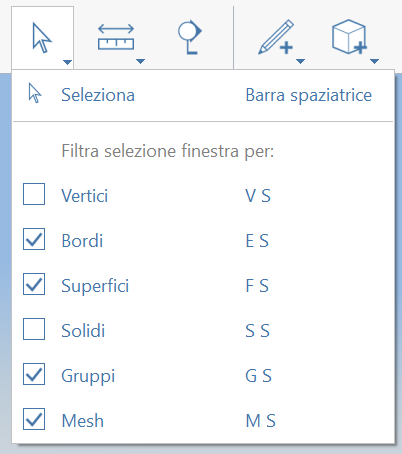 Seleziona Barra spaziatrice
Filtra selezione finestra per:
Vertici V S
Bordi E S
Superfici F S
Solidi S S
Gruppi G S
Mesh M S